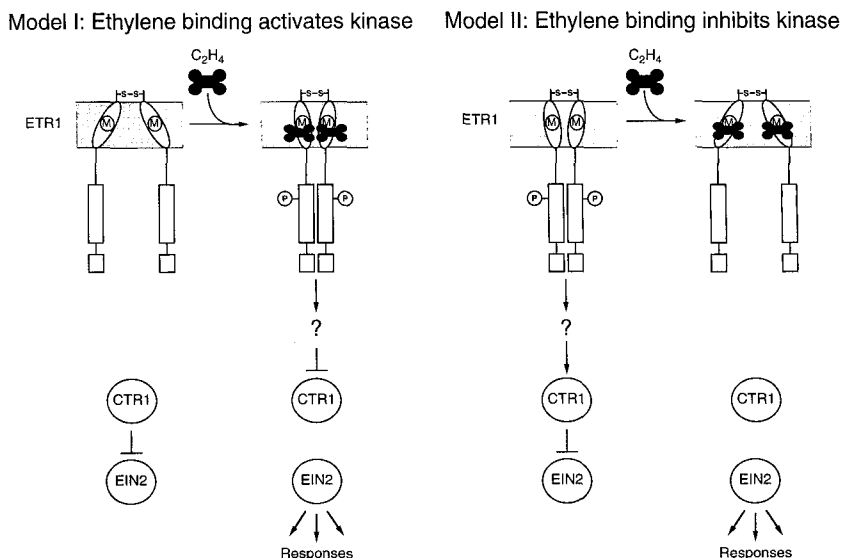 Model I: Ethylene binding activates kinase
Model II: Ethylene binding inhibits kinase
C₂H₄
C₂H₄
S-S
S-S
S-S
S-S
ETR1
M
M
M
M
ETR1
M
M
M
M
P
P
P
P
?
?
CTR1
CTR1
CTR1
CTR1
EIN2
EIN2
EIN2
EIN2
Responses
Responses